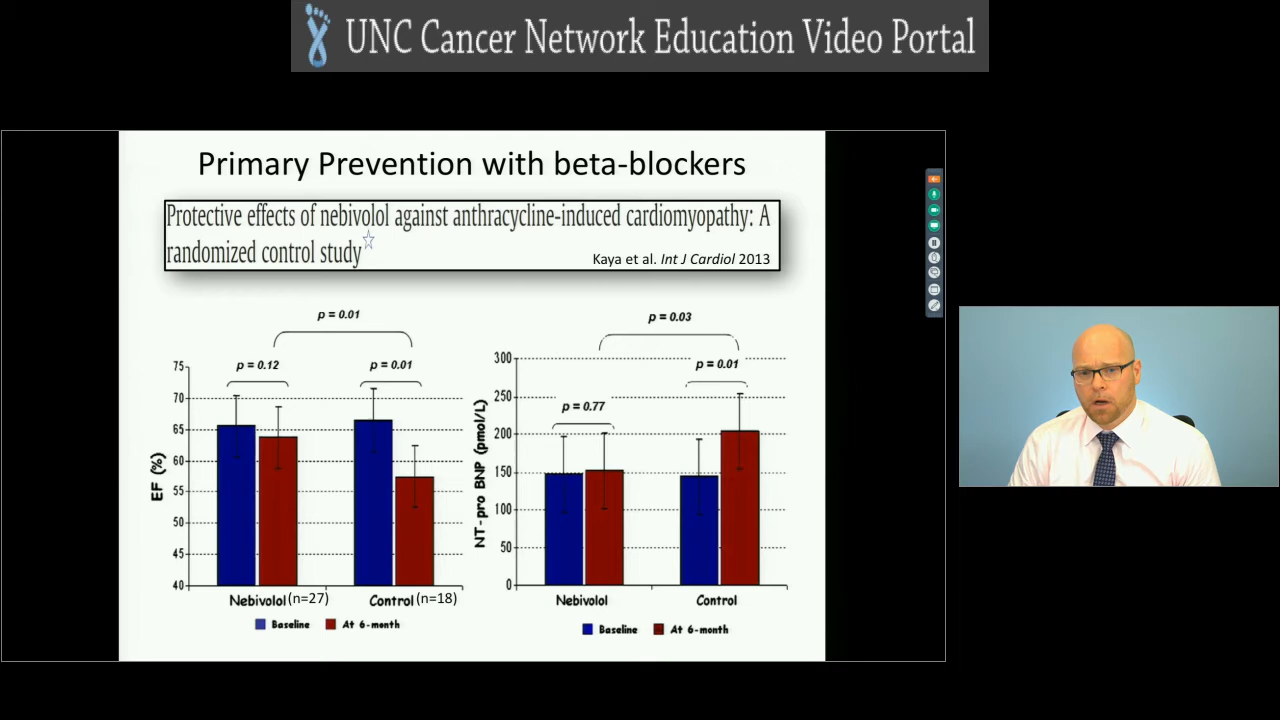 UNC Cancer Network Education Video Portal
Primary Prevention with beta-blockers
Protective effects of nebivolol against anthracycline-induced cardiomyopathy: A
randomized control study☆
Kaya et al. Int J Cardiol 2013
p = 0.01
p = 0.12
p = 0.01
75
70
65
60
55
50
45
40
EF (%)
Nebivolol (n=27)
Control (n=18)
Baseline
At 6-month
p = 0.03
p = 0.01
p = 0.77
300
250
200
150
100
50
0
NT-pro BNP (pmol/L)
Nebivolol
Control
Baseline
At 6-month